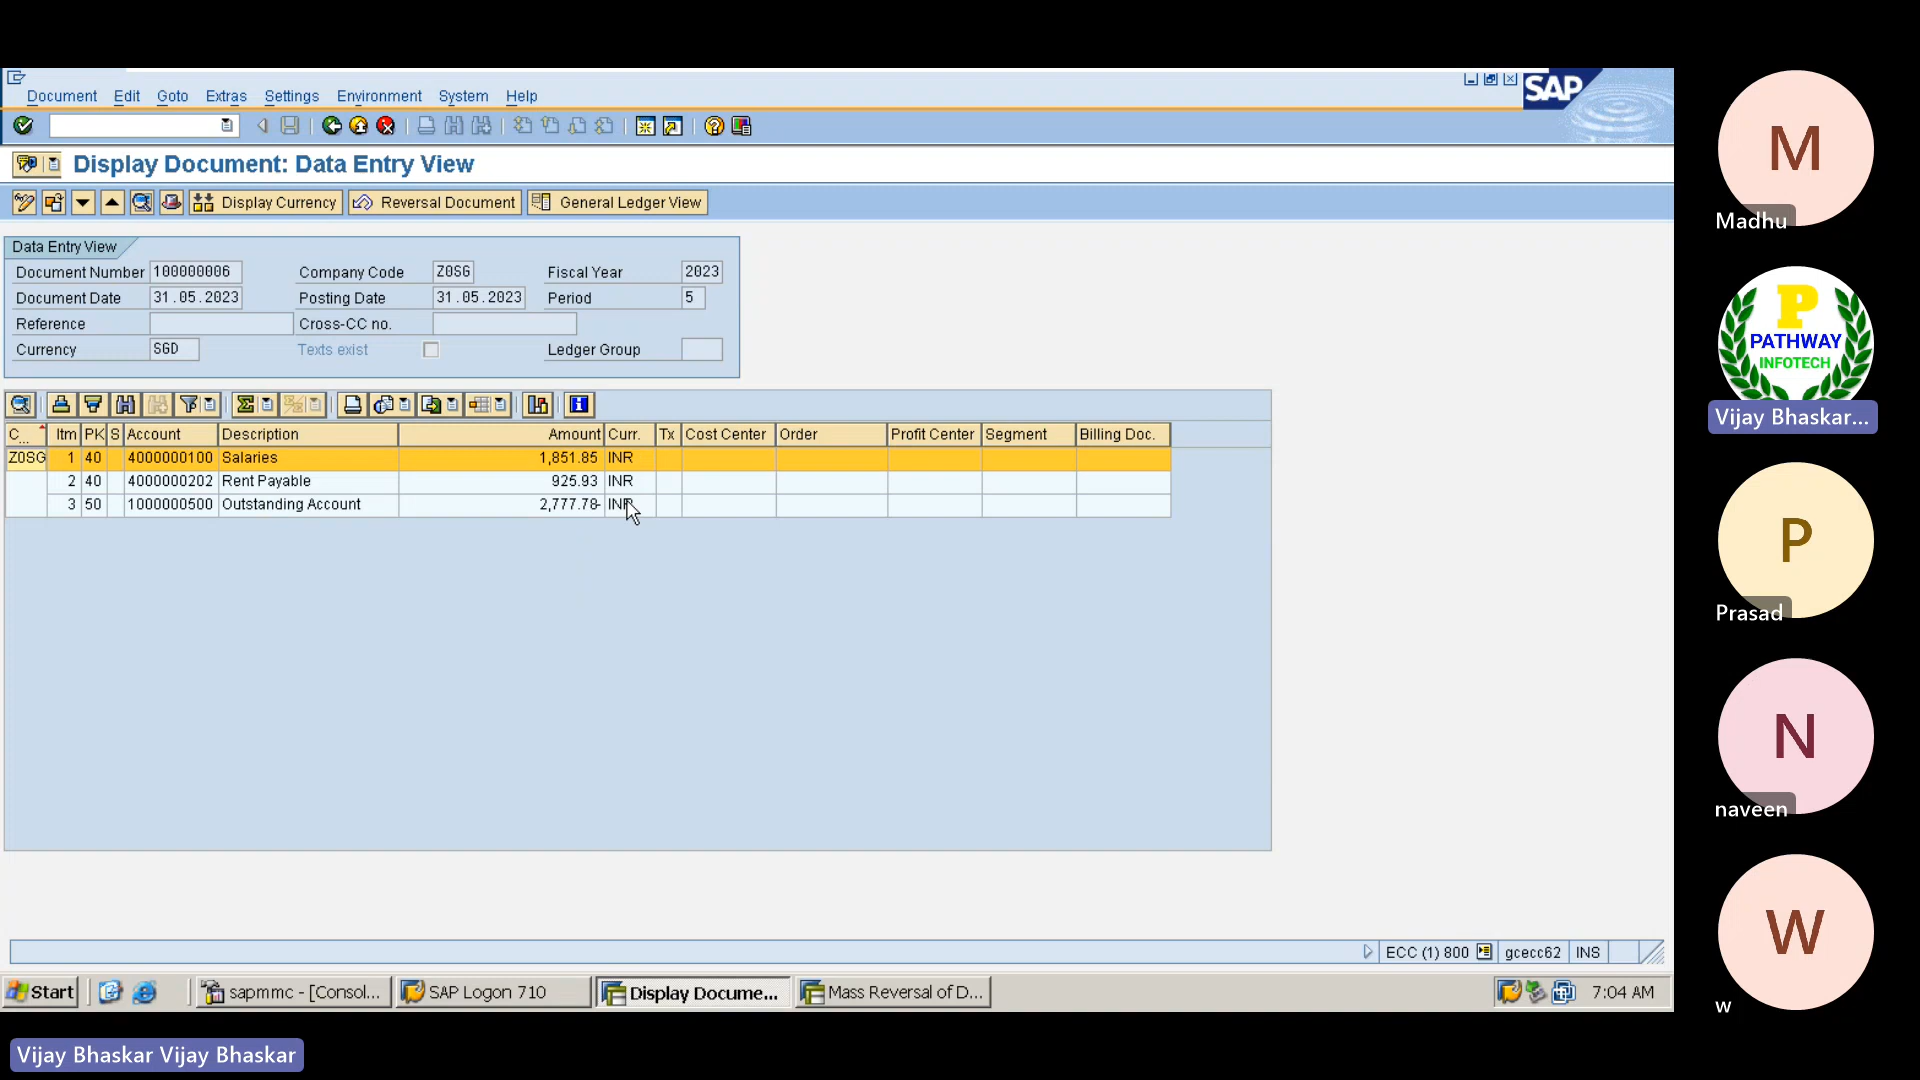 Document Edit Goto Extras Settings Environment System Help
SAP
Display Document: Data Entry View
Display Currency Reversal Document General Ledger View
Data Entry View
Document Number 100000006 Company Code Z0SG Fiscal Year 2023
Document Date 31.05.2023 Posting Date 31.05.2023 Period 5
Reference Cross-CC no.
Currency SGD Texts exist Ledger Group
C... Itm PK S Account Description Amount Curr. Tx Cost Center Order Profit Center Segment Billing Doc.
Z0SG 1 40 4000000100 Salaries 1,851.85 INR
2 40 4000000202 Rent Payable 925.93 INR
3 50 1000000500 Outstanding Account 2,777.78- INR
ECC (1) 800 gcecc62 INS
Start sapmmc - [Consol... SAP Logon 710 Display Docume... Mass Reversal of D... 7:04 AM
Vijay Bhaskar Vijay Bhaskar
M
Madhu
P
PATHWAY
INFOTECH
Vijay Bhaskar...
P
Prasad
N
naveen
W
w